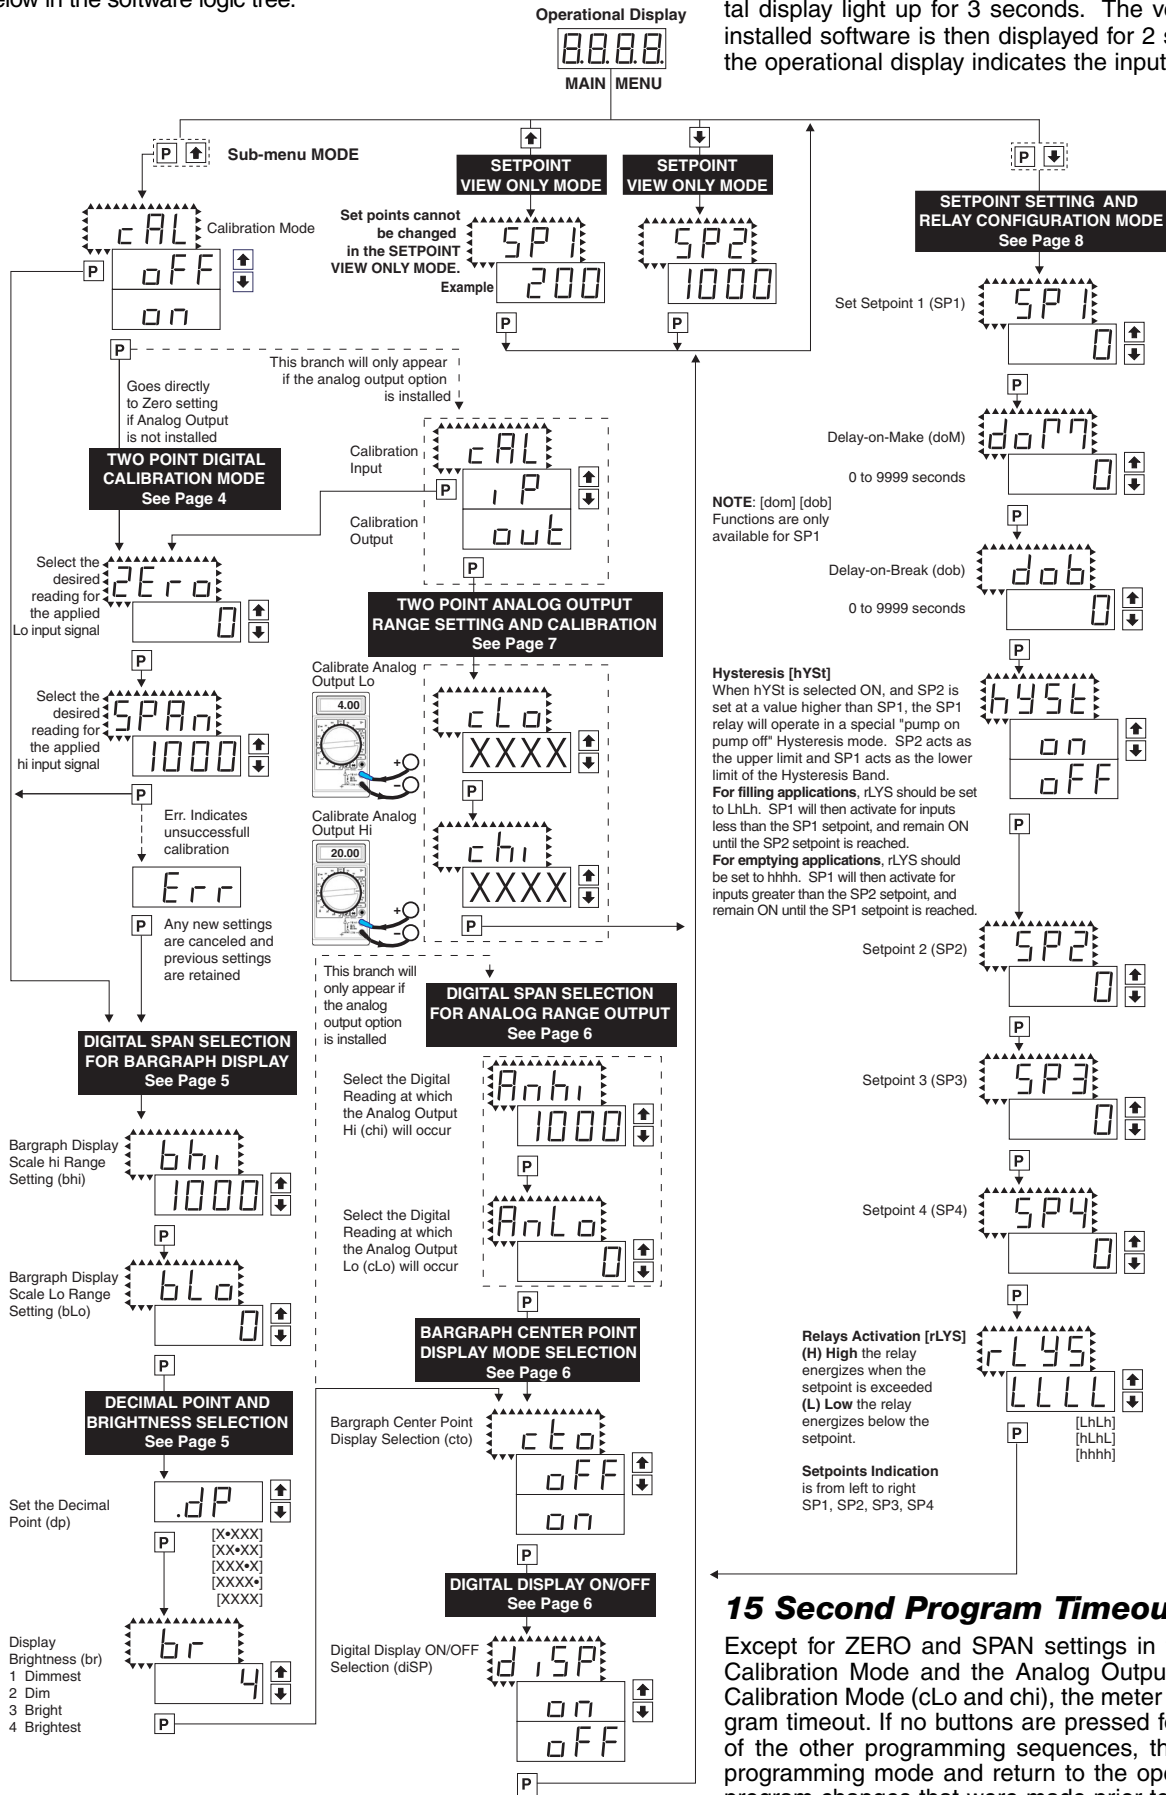 elow in the software logic tree.
tal display light up for 3 seconds. The ve
installed software is then displayed for 2 s
the operational display indicates the input
Operational Display
8.8.8.8.
MAIN MENU
P
Sub-menu MODE
SETPOINT
VIEW ONLY MODE
SETPOINT
VIEW ONLY MODE
P
SETPOINT SETTING AND
RELAY CONFIGURATION MODE
See Page 8
cAL
oFF
on
Calibration Mode
P
Set points cannot
be changed
in the SETPOINT
VIEW ONLY MODE.
Example
SP1
200
P
SP2
1000
P
P
Goes directly
to Zero setting
if Analog Output
is not installed
This branch will only appear
if the analog output option
is installed
TWO POINT DIGITAL
CALIBRATION MODE
See Page 4
Calibration
Input
Calibration
Output
cAL
P
iP
out
P
Select the
desired
reading for
the applied
Lo input signal
2Ero
0
P
Select the
desired
reading for
the applied
hi input signal
SPAn
1000
P
Err. Indicates
unsuccessfull
calibration
Err
P
Any new settings
are canceled and
previous settings
are retained
TWO POINT ANALOG OUTPUT
RANGE SETTING AND CALIBRATION
See Page 7
Calibrate Analog
Output Lo
4.00
+
−
cLo
XXXX
P
Calibrate Analog
Output Hi
20.00
+
−
chi
XXXX
P
This branch will
only appear if
the analog
output option
is installed
DIGITAL SPAN SELECTION
FOR BARGRAPH DISPLAY
See Page 5
Bargraph Display
Scale hi Range
Setting (bhi)
bhi
1000
P
Bargraph Display
Scale Lo Range
Setting (bLo)
bLo
0
P
DECIMAL POINT AND
BRIGHTNESS SELECTION
See Page 5
Set the Decimal
Point (dp)
.dP
P
[X•XXX]
[XX•XX]
[XXX•X]
[XXXX•]
[XXXX]
Display
Brightness (br)
1 Dimmest
2 Dim
3 Bright
4 Brightest
br
4
P
DIGITAL SPAN SELECTION
FOR ANALOG RANGE OUTPUT
See Page 6
Select the Digital
Reading at which
the Analog Output
Hi (chi) will occur
Anhi
1000
P
Select the Digital
Reading at which
the Analog Output
Lo (cLo) will occur
AnLo
0
P
BARGRAPH CENTER POINT
DISPLAY MODE SELECTION
See Page 6
Bargraph Center Point
Display Selection (cto)
cto
oFF
on
P
DIGITAL DISPLAY ON/OFF
See Page 6
Digital Display ON/OFF
Selection (diSP)
diSP
on
oFF
P
Set Setpoint 1 (SP1)
SP1
0
P
Delay-on-Make (doM)
0 to 9999 seconds
doM
0
NOTE: [dom] [dob]
Functions are only
available for SP1
P
Delay-on-Break (dob)
0 to 9999 seconds
dob
0
P
Hysteresis [hYSt]
When hYSt is selected ON, and SP2 is
set at a value higher than SP1, the SP1
relay will operate in a special "pump on
pump off" Hysteresis mode. SP2 acts as
the upper limit and SP1 acts as the lower
limit of the Hysteresis Band.
For filling applications, rLYS should be set
to LhLh. SP1 will then activate for inputs
less than the SP1 setpoint, and remain ON
until the SP2 setpoint is reached.
For emptying applications, rLYS should
be set to hhhh. SP1 will then activate for
inputs greater than the SP2 setpoint, and
remain ON until the SP1 setpoint is reached.
hYSt
on
oFF
P
Setpoint 2 (SP2)
SP2
0
P
Setpoint 3 (SP3)
SP3
0
P
Setpoint 4 (SP4)
SP4
0
P
Relays Activation [rLYS]
(H) High the relay
energizes when the
setpoint is exceeded
(L) Low the relay
energizes below the
setpoint.
Setpoints Indication
is from left to right
SP1, SP2, SP3, SP4
rLYS
LLLL
P
[LhLh]
[hLhL]
[hhhh]
15 Second Program Timeou
Except for ZERO and SPAN settings in
Calibration Mode and the Analog Outpu
Calibration Mode (cLo and chi), the meter
gram timeout. If no buttons are pressed fo
of the other programming sequences, th
programming mode and return to the ope
program changes that were made prior to